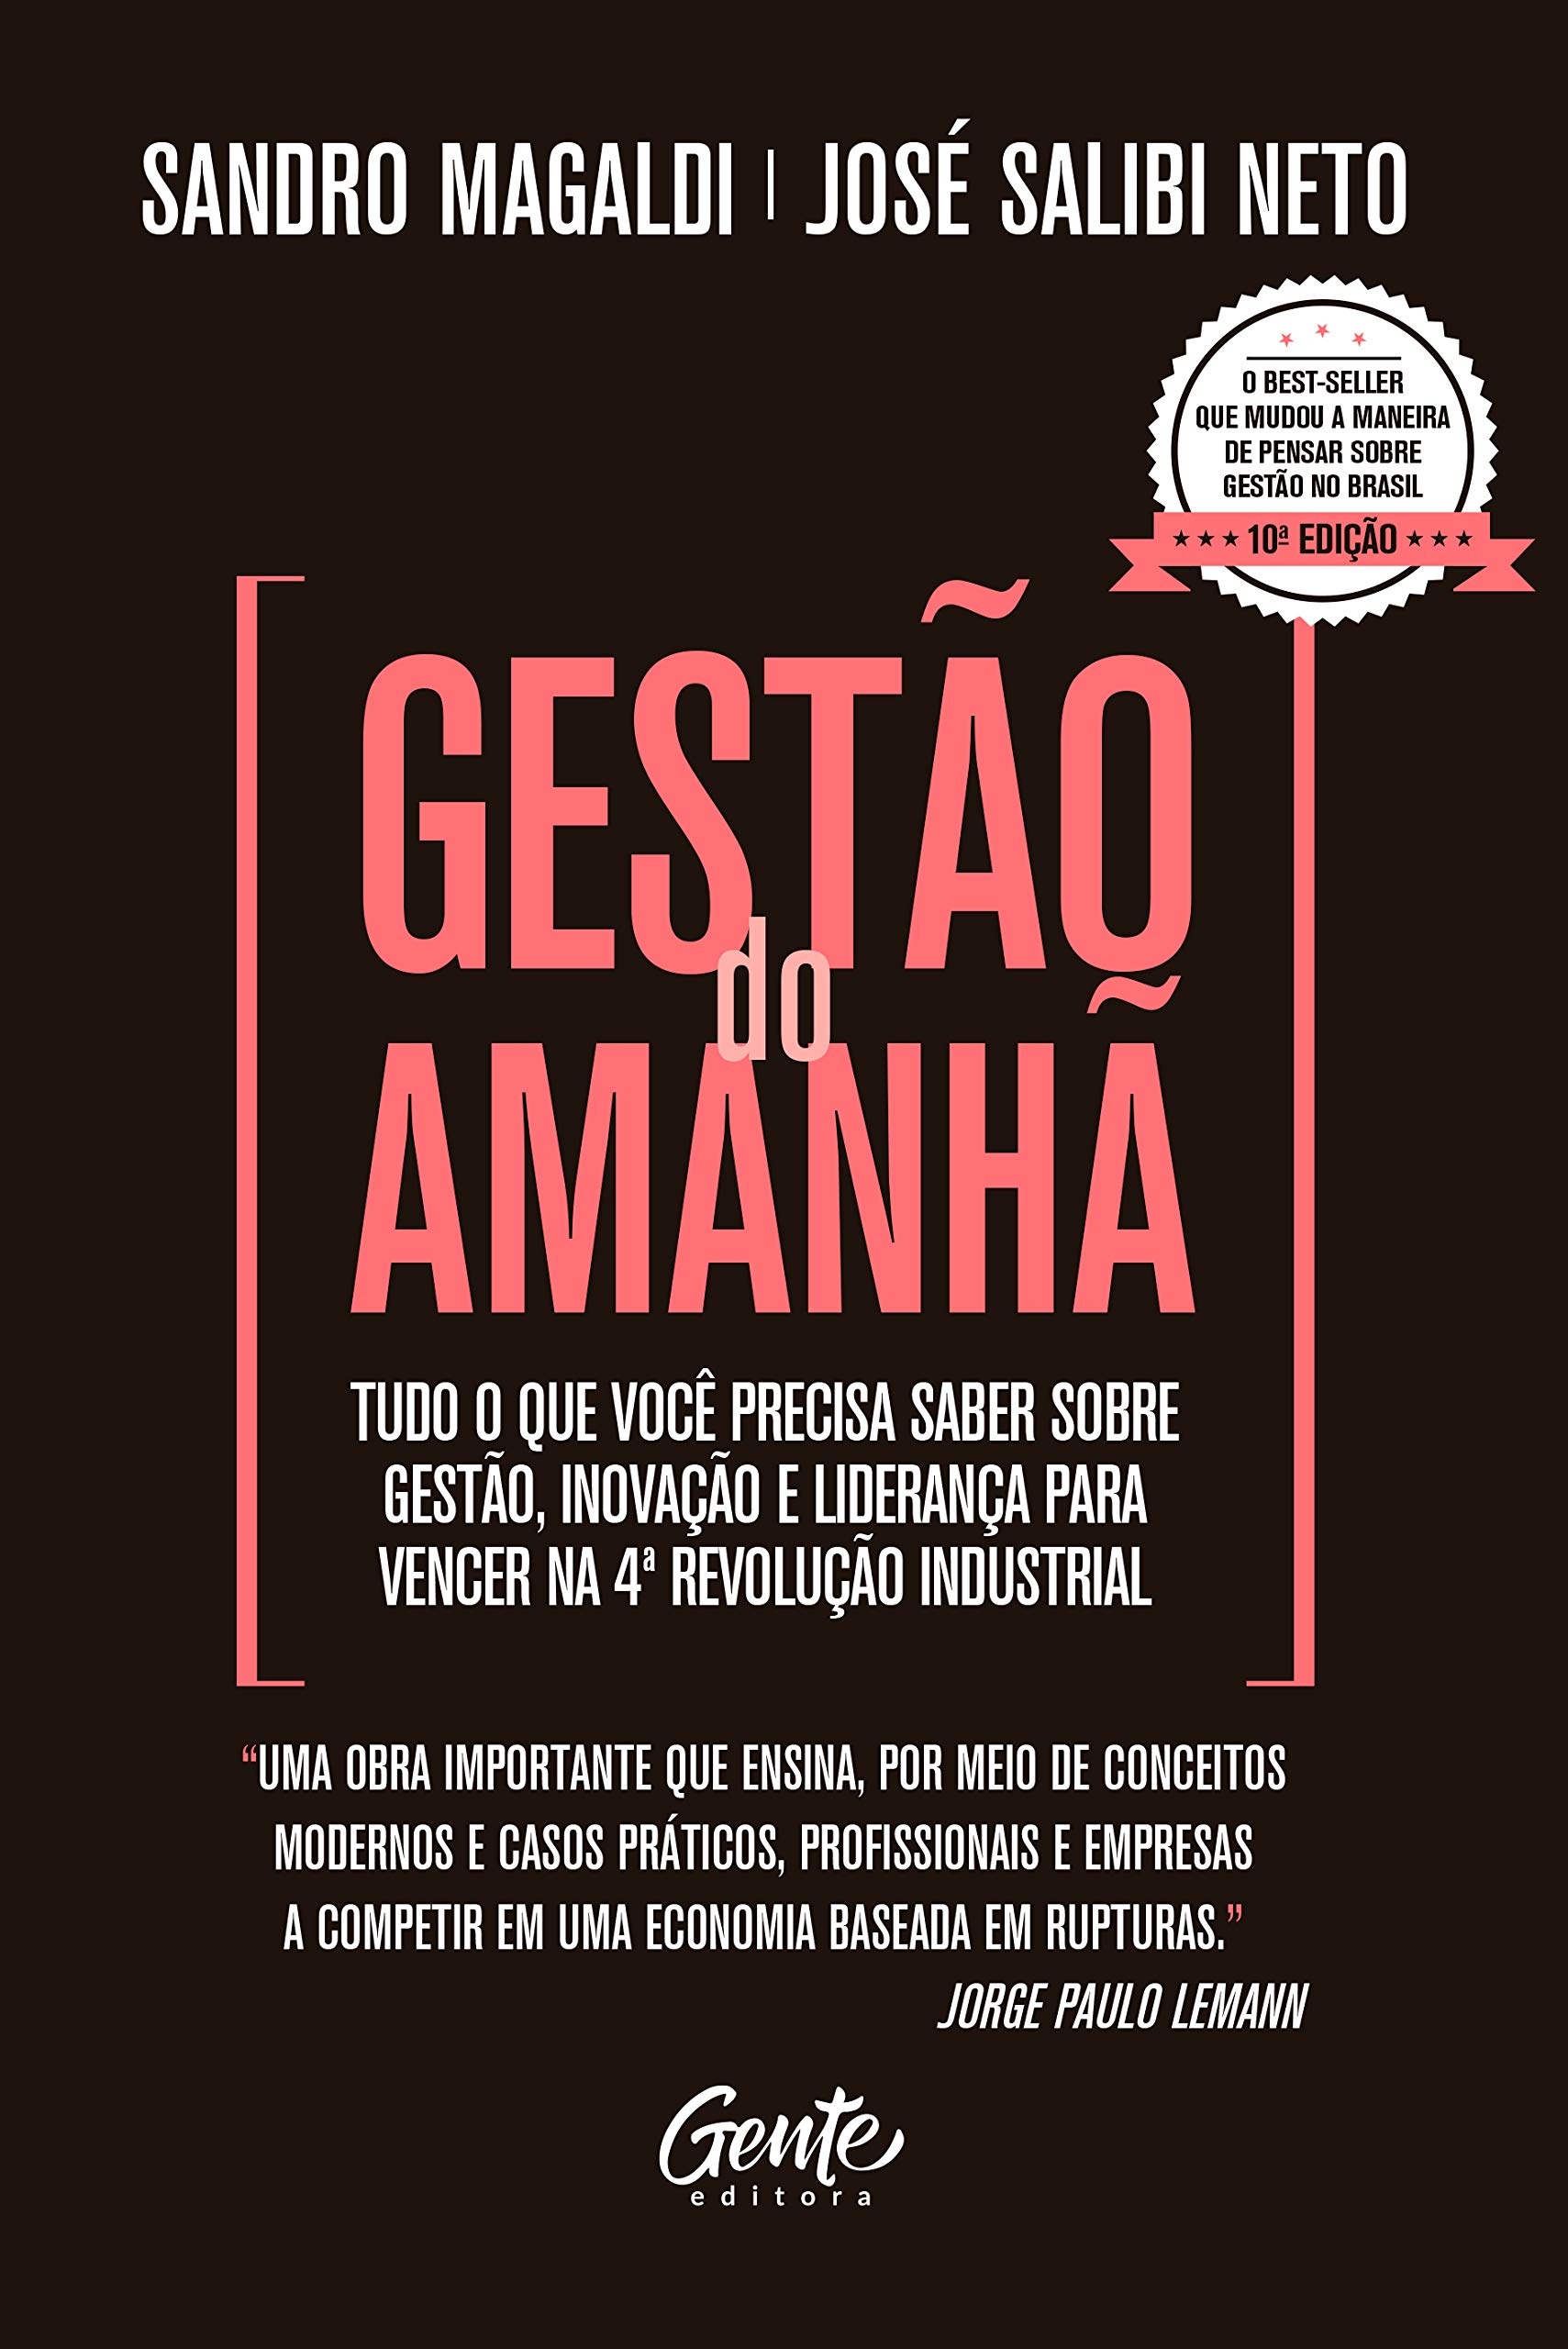 SANDRO MAGALDI | JOSÉ SALIBI NETO
O BEST-SELLER
QUE MUDOU A MANEIRA
DE PENSAR SOBRE
GESTÃO NO BRASIL
10ª EDIÇÃO
GESTÃO
do
AMANHÃ
TUDO O QUE VOCÊ PRECISA SABER SOBRE
GESTÃO, INOVAÇÃO E LIDERANÇA PARA
VENCER NA 4ª REVOLUÇÃO INDUSTRIAL
“UMA OBRA IMPORTANTE QUE ENSINA, POR MEIO DE CONCEITOS
MODERNOS E CASOS PRÁTICOS, PROFISSIONAIS E EMPRESAS
A COMPETIR EM UMA ECONOMIA BASEADA EM RUPTURAS.”
JORGE PAULO LEMANN
Gente
editora